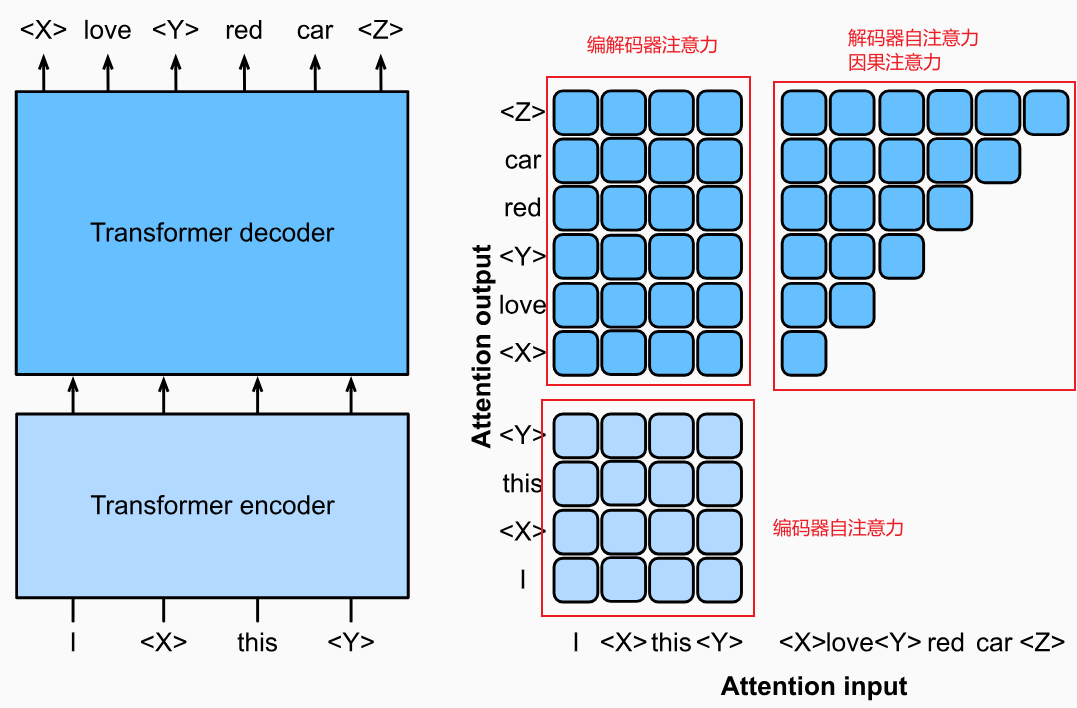 <X> love <Y> red car <Z>
Transformer decoder
Transformer encoder
I <X> this <Y>
编解码器注意力
解码器自注意力
因果注意力
Attention output
<Z>
car
red
<Y>
love
<X>
<Y>
this
<X>
I
编码器自注意力
I <X> this <Y> <X> love <Y> red car <Z>
Attention input